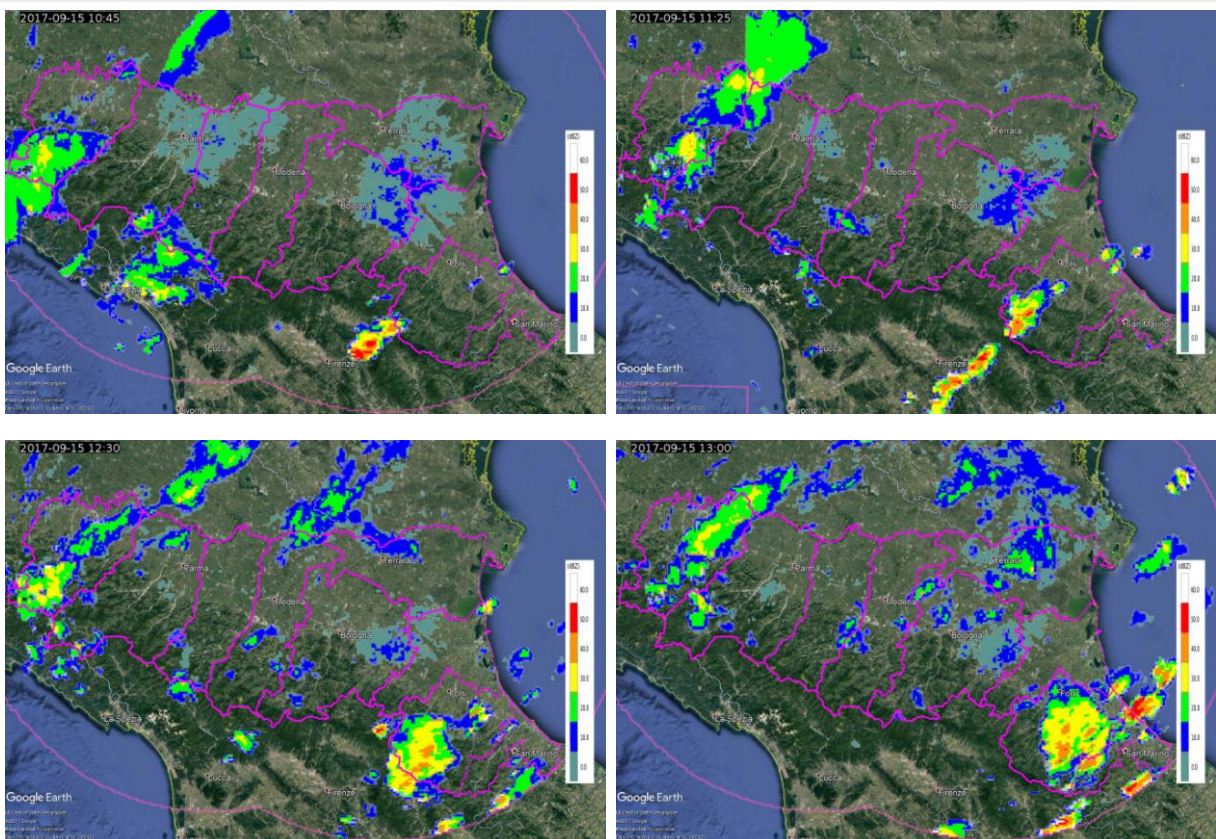 2017-09-15 10:45
Parma
Ferrara
Modena
Bologna
La Spezia
San Marino
Lucca
Firenze
Livorno
Google Earth
(dBZ)
60.0
50.0
40.0
30.0
20.0
10.0
0.0
2017-09-15 11:25
Parma
Ferrara
Modena
Bologna
La Spezia
San Marino
Lucca
Firenze
Livorno
Google Earth
(dBZ)
60.0
50.0
40.0
30.0
20.0
10.0
0.0
2017-09-15 12:30
Parma
Ferrara
Modena
Bologna
La Spezia
San Marino
Lucca
Firenze
Google Earth
(dBZ)
60.0
50.0
40.0
30.0
20.0
10.0
0.0
2017-09-15 13:00
Parma
Ferrara
Modena
Bologna
La Spezia
San Marino
Lucca
Firenze
Google Earth
(dBZ)
60.0
50.0
40.0
30.0
20.0
10.0
0.0